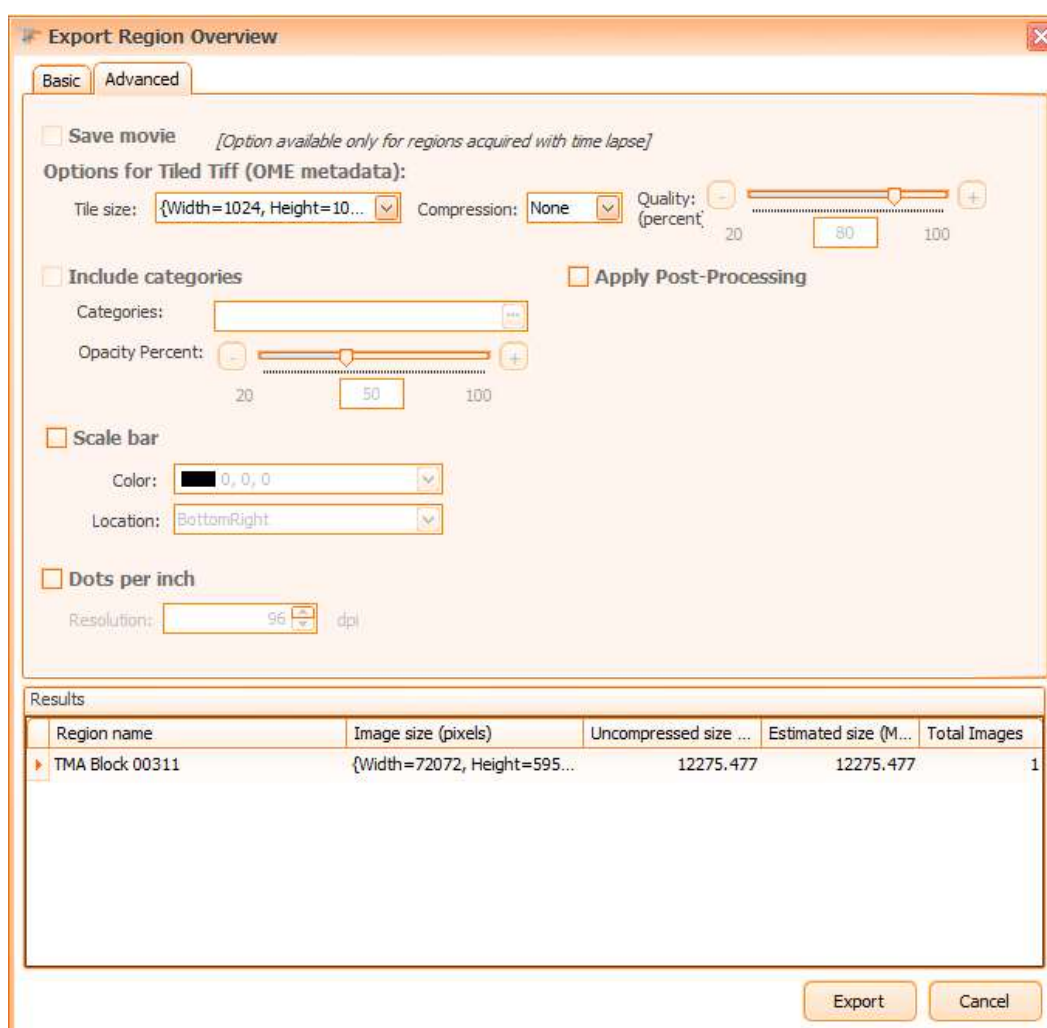 Export Region Overview
Basic Advanced
Save movie [Option available only for regions acquired with time lapse]
Options for Tiled Tiff (OME metadata):
Tile size: {Width=1024, Height=10... Compression: None Quality: (percent) - +
20 80 100
Include categories Apply Post-Processing
Categories: ...
Opacity Percent: - +
20 50 100
Scale bar
Color: 0, 0, 0
Location: BottomRight
Dots per inch
Resolution: 96 dpi
Results
Region name Image size (pixels) Uncompressed size ... Estimated size (M... Total Images
TMA Block 00311 {Width=72072, Height=595... 12275.477 12275.477 1
Export Cancel